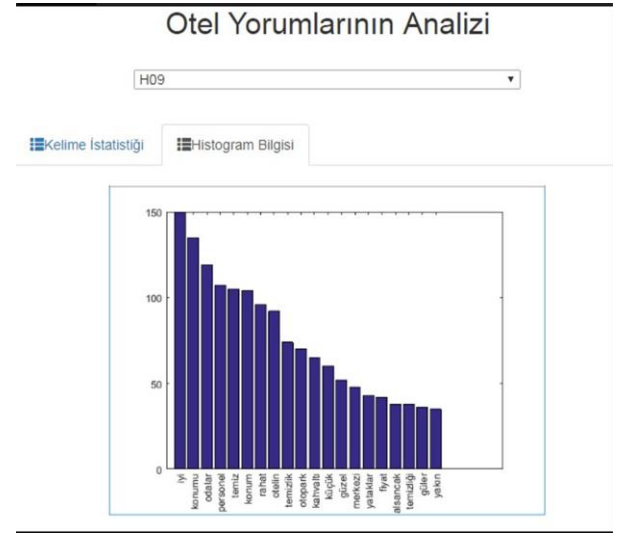 Otel Yorumlarının Analizi
H09
Kelime İstatistiği
Histogram Bilgisi
150
100
50
0
iyi
konumu
odalar
personel
temiz
konum
rahat
otelin
temizlik
otopark
kahvaltı
küçük
güzel
merkezi
yataklar
fiyat
alsancak
temizliği
güler
yakın